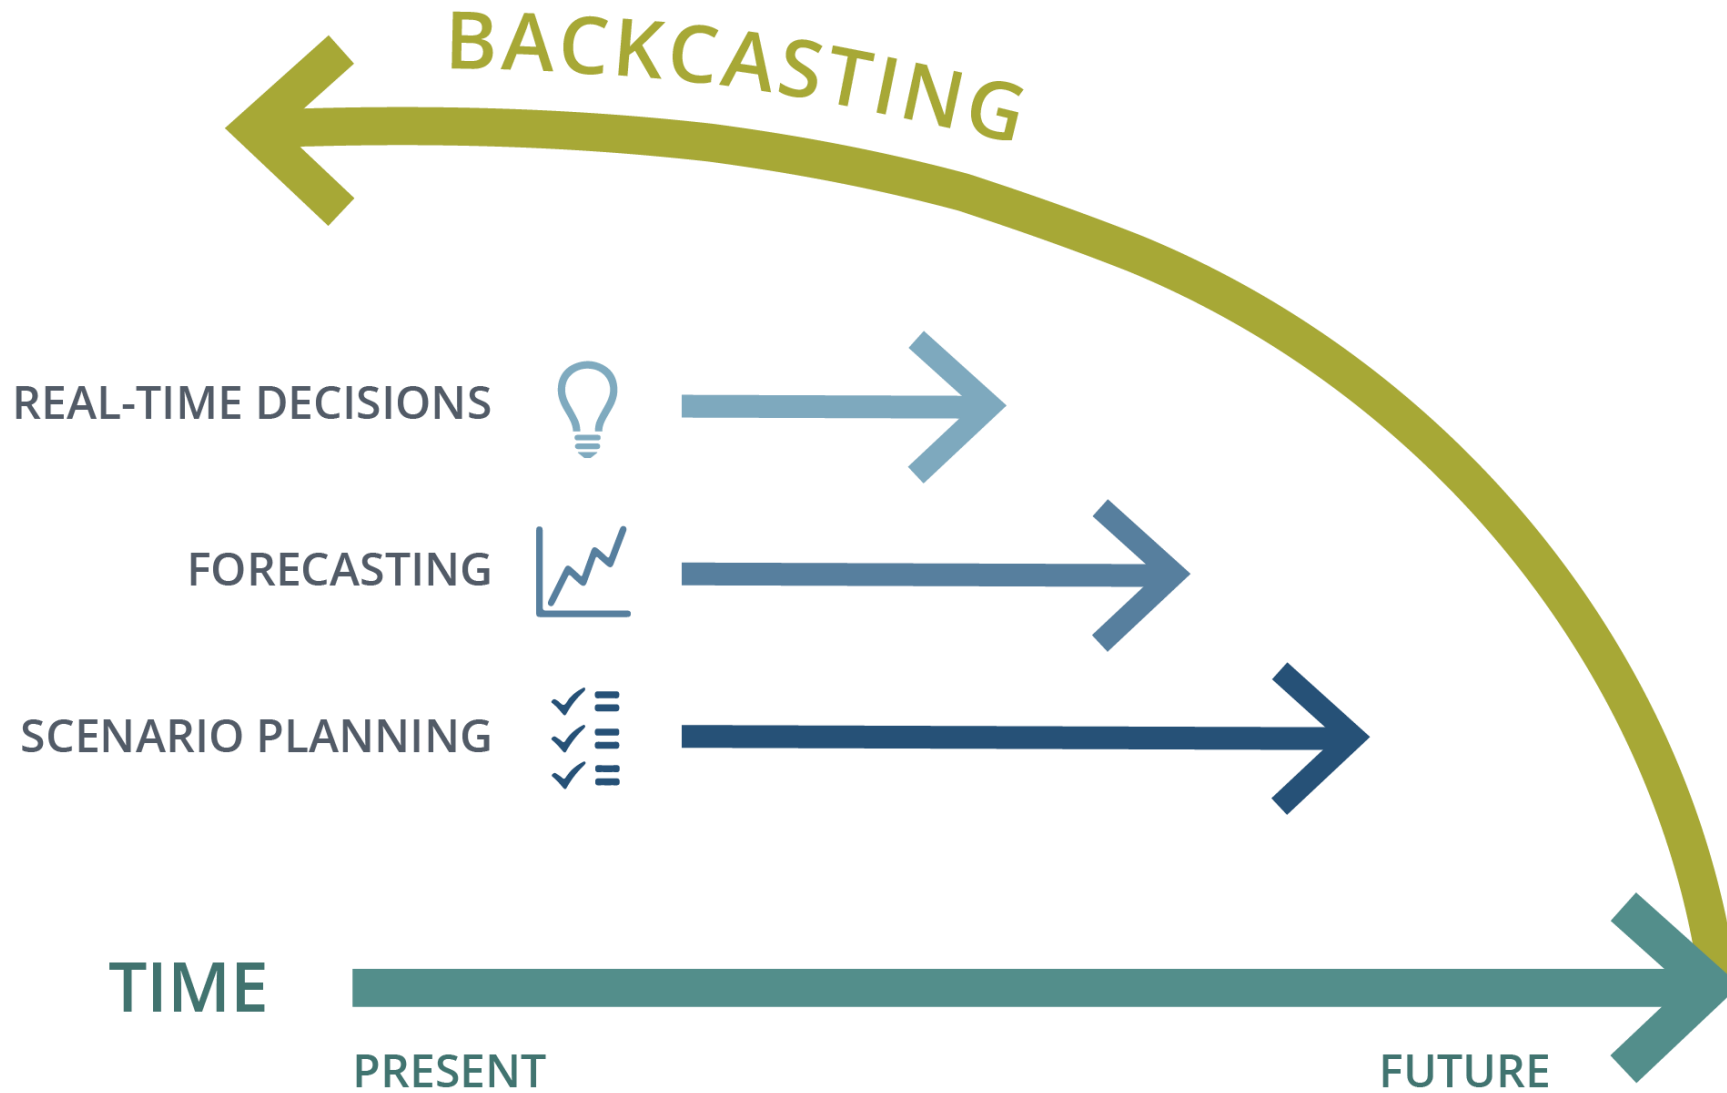 BACKCASTING
REAL-TIME DECISIONS
FORECASTING
SCENARIO PLANNING
TIME
PRESENT
FUTURE